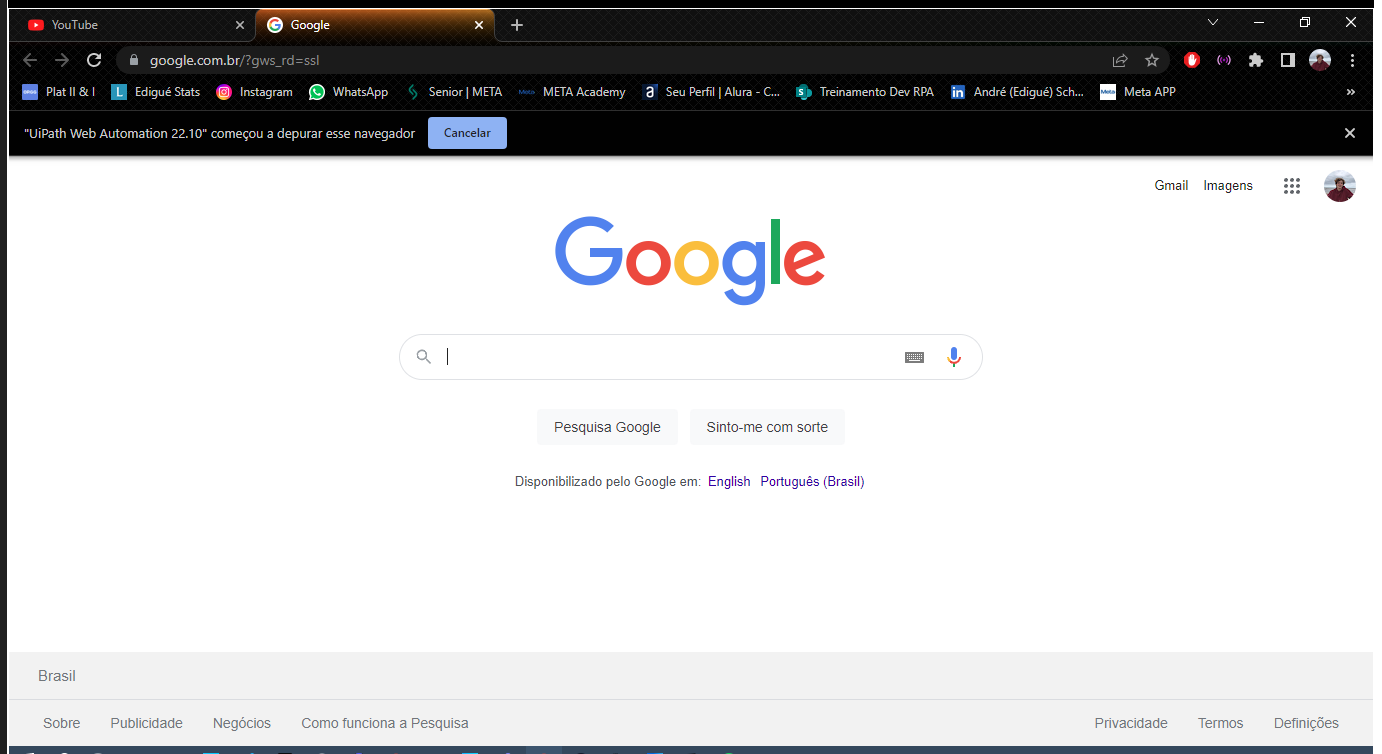 YouTube Google
google.com.br/?gws_rd=ssl
Plat II & I Edigué Stats Instagram WhatsApp Senior | META META Academy Seu Perfil | Alura - C... Treinamento Dev RPA André (Edigué) Sch... Meta APP »
"UiPath Web Automation 22.10" começou a depurar esse navegador Cancelar
Gmail Imagens
Google
Pesquisa Google Sinto-me com sorte
Disponibilizado pelo Google em: English Português (Brasil)
Brasil
Sobre Publicidade Negócios Como funciona a Pesquisa Privacidade Termos Definições